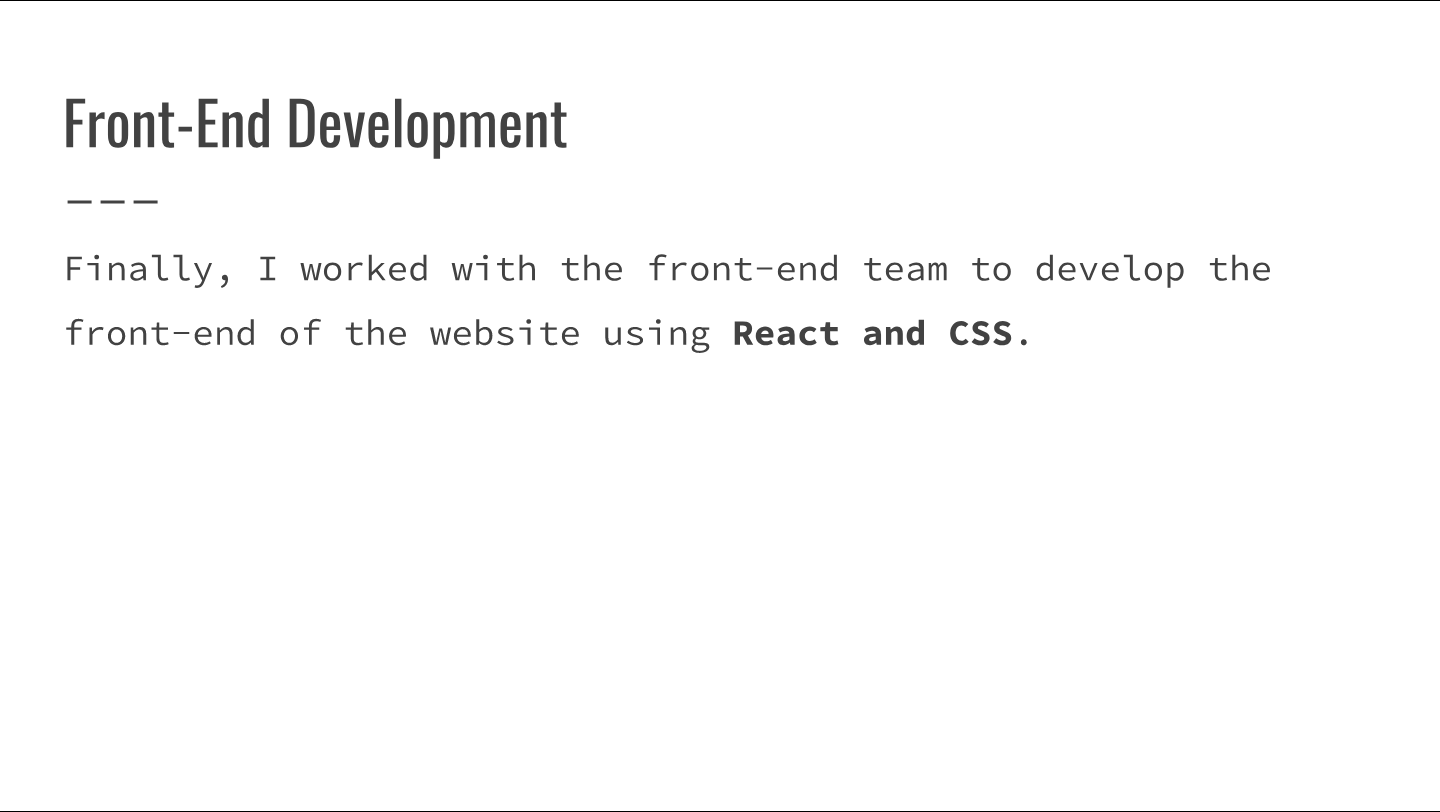 Front-End Development
———
Finally, I worked with the front-end team to develop the
front-end of the website using React and CSS.